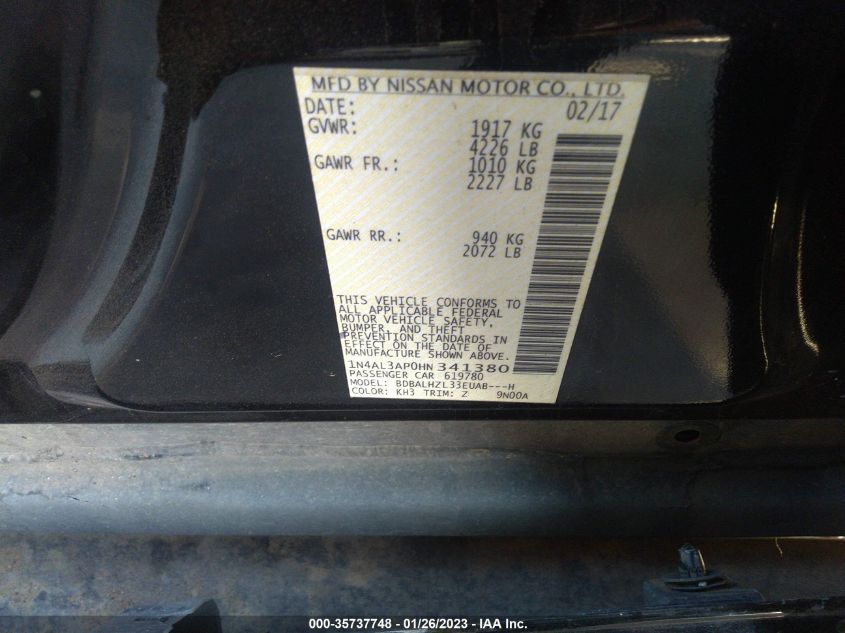 MFD BY NISSAN MOTOR CO., LTD.
DATE: 02/17
GVWR: 1917 KG
4226 LB
GAWR FR.: 1010 KG
2227 LB
GAWR RR.: 940 KG
2072 LB
THIS VEHICLE CONFORMS TO
ALL APPLICABLE FEDERAL
MOTOR VEHICLE SAFETY,
BUMPER, AND THEFT
PREVENTION STANDARDS IN
EFFECT ON THE DATE OF
MANUFACTURE SHOWN ABOVE.
1N4AL3AP0HN341380
PASSENGER CAR 619780
MODEL: BDBALHZL33EUAB---H
COLOR: KH3 TRIM: Z 9N00A
000-35737748 - 01/26/2023 - IAA Inc.